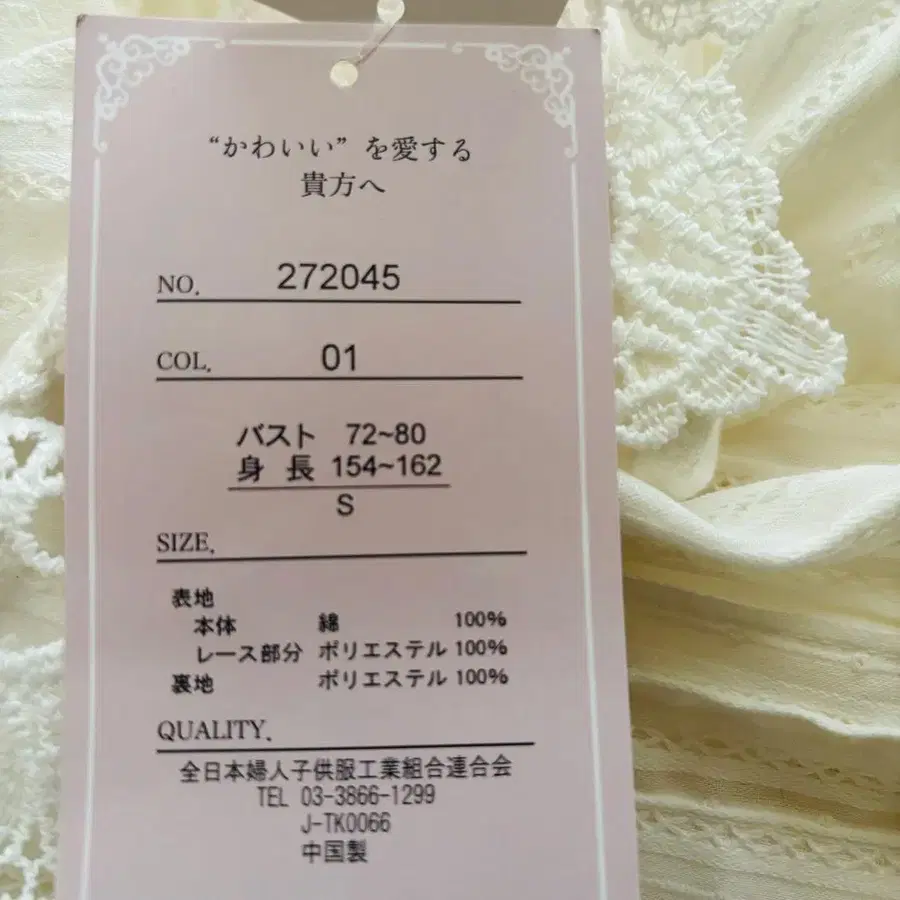 “かわいい” を愛する
貴方へ
NO. 272045
COL. 01
バスト 72~80
身 長 154~162
S
SIZE.
表地
本体 綿 100%
レース部分 ポリエステル 100%
裏地 ポリエステル 100%
QUALITY.
全日本婦人子供服工業組合連合会
TEL 03-3866-1299
J-TK0066
中国製